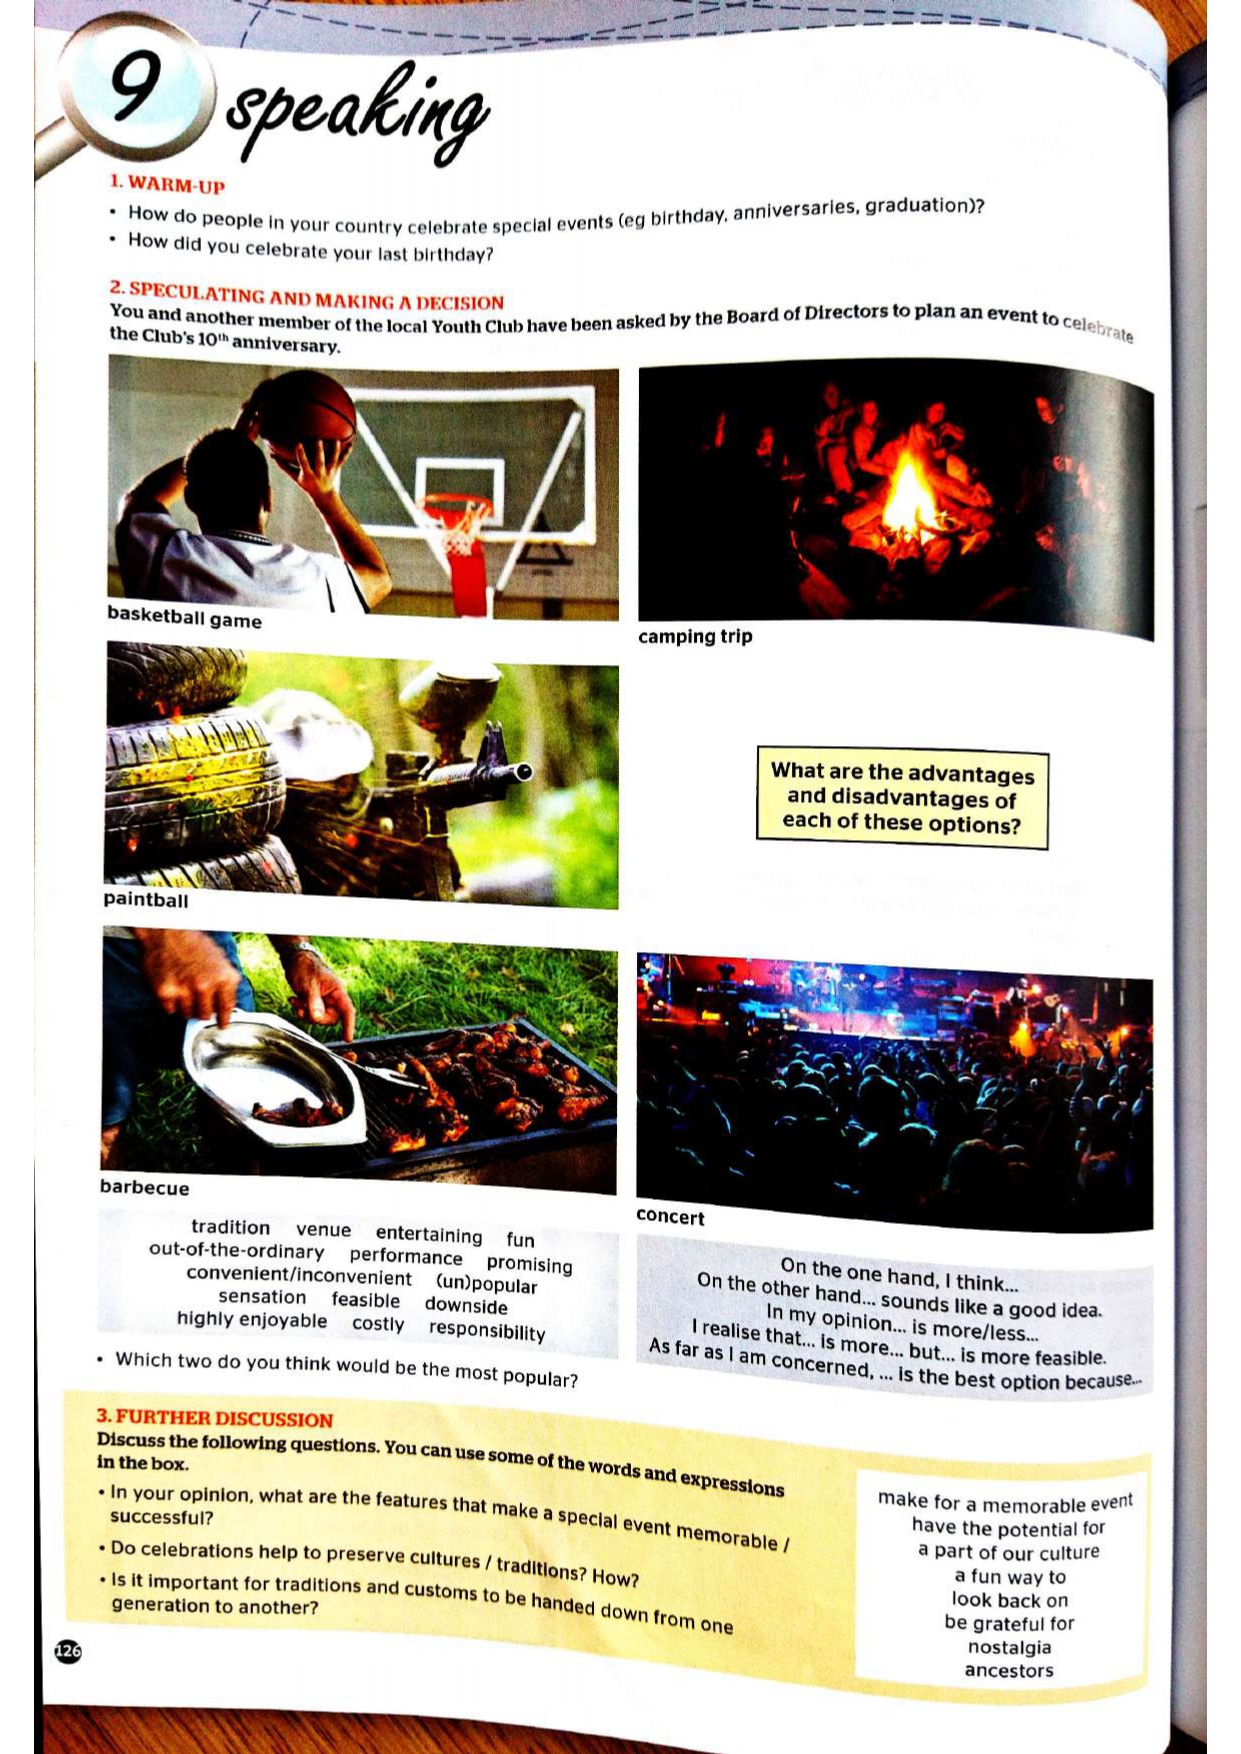 9 speaking
1. WARM-UP
• How do people in your country celebrate special events (eg birthday, anniversaries, graduation)?
• How did you celebrate your last birthday?
2. SPECULATING AND MAKING A DECISION
You and another member of the local Youth Club have been asked by the Board of Directors to plan an event to celebrate
the Club's 10th anniversary.
basketball game
camping trip
What are the advantages
and disadvantages of
each of these options?
paintball
barbecue
concert
tradition venue entertaining fun
out-of-the-ordinary performance promising
convenient/inconvenient (un)popular
sensation feasible downside
highly enjoyable costly responsibility
On the one hand, I think...
On the other hand... sounds like a good idea.
In my opinion... is more/less...
I realise that... is more... but... is more feasible.
As far as I am concerned, ... is the best option because...
• Which two do you think would be the most popular?
3. FURTHER DISCUSSION
Discuss the following questions. You can use some of the words and expressions
in the box.
• In your opinion, what are the features that make a special event memorable /
successful?
• Do celebrations help to preserve cultures / traditions? How?
• Is it important for traditions and customs to be handed down from one
generation to another?
make for a memorable event
have the potential for
a part of our culture
a fun way to
look back on
be grateful for
nostalgia
ancestors
126